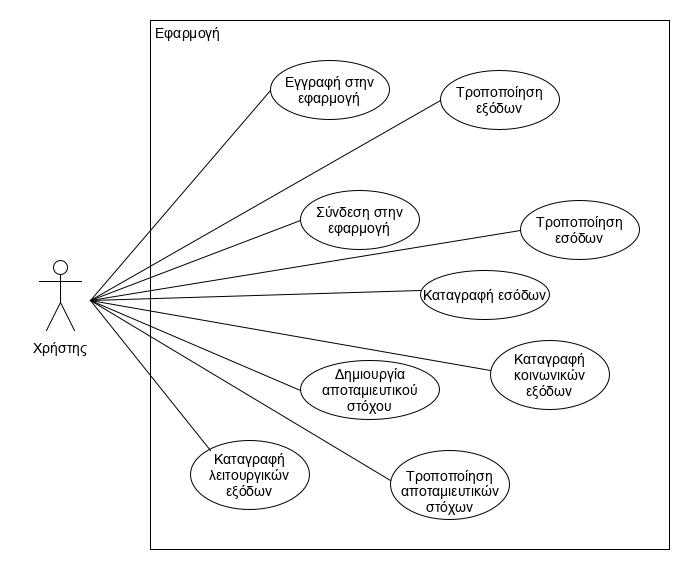 Εφαρμογή
Εγγραφή στην
εφαρμογή
Τροποποίηση
εξόδων
Σύνδεση στην
εφαρμογή
Τροποποίηση
εσόδων
Καταγραφή εσόδων
Χρήστης
Καταγραφή
κοινωνικών
εξόδων
Δημιουργία
αποταμιευτικού
στόχου
Καταγραφή
λειτουργικών
εξόδων
Τροποποίηση
αποταμιευτικών
στόχων